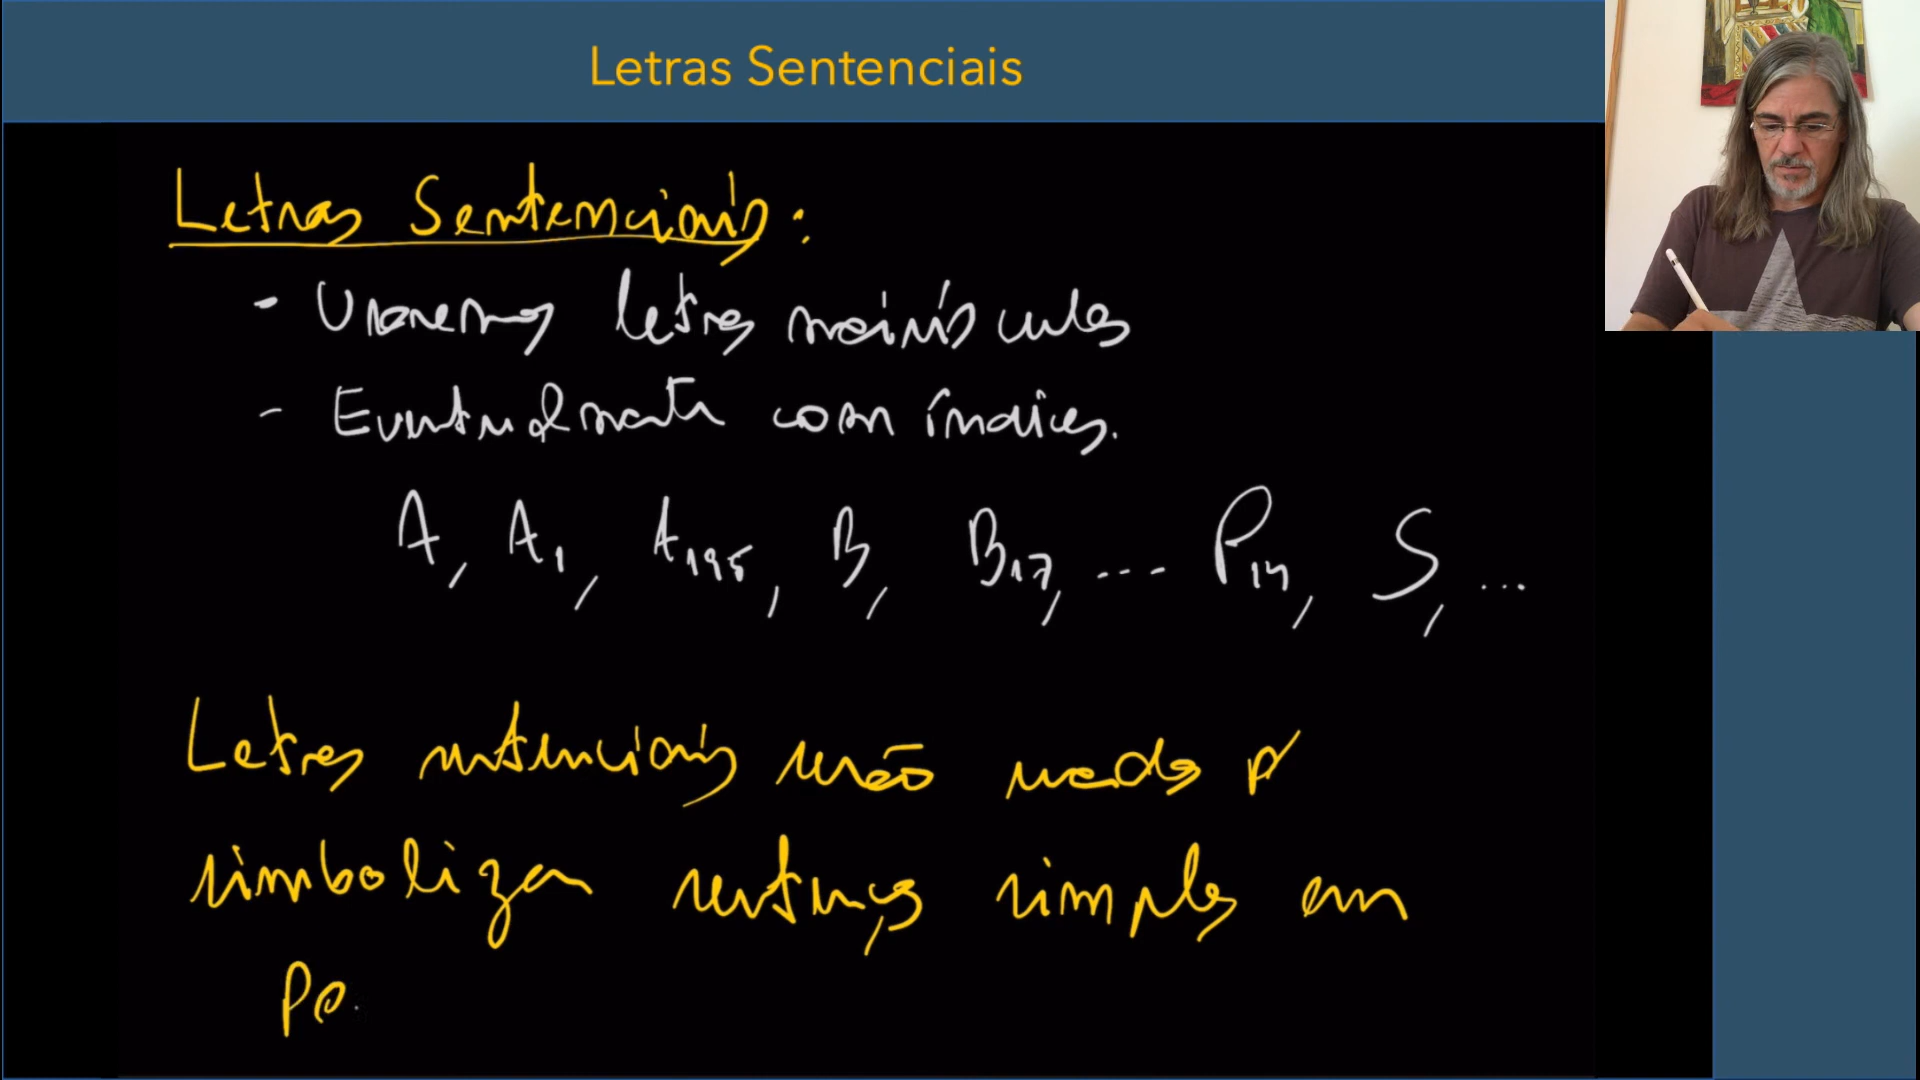 Letras Sentenciais
Letras Sentenciais:
- Usaremos letras maiúsculas
- Eventualmente com índices.
A, A₁, A₁₉₅, B, B₁₇, ... P₁₄, S, ...
Letras sentenciais serão usadas p/
simbolizar sentenças simples em
Po